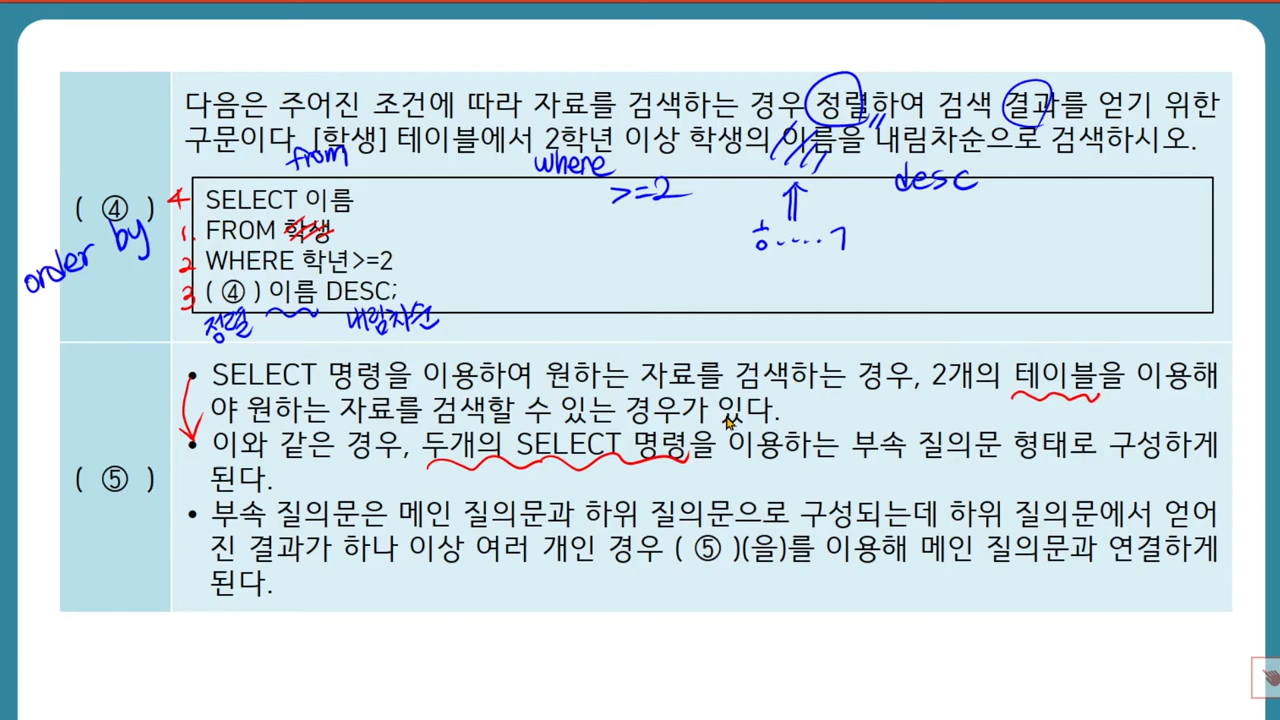 다음은 주어진 조건에 따라 자료를 검색하는 경우 정렬하여 검색 결과를 얻기 위한
구문이다. [학생] 테이블에서 2학년 이상 학생의 이름을 내림차순으로 검색하시오.
from
where
>=2
desc
( ④ )
order by
4 SELECT 이름
1. FROM 학생
2 WHERE 학년>=2
3 ( ④ ) 이름 DESC;
ㅎ....ㄱ
정렬
내림차순
( ⑤ )
• SELECT 명령을 이용하여 원하는 자료를 검색하는 경우, 2개의 테이블을 이용해
야 원하는 자료를 검색할 수 있는 경우가 있다.
• 이와 같은 경우, 두개의 SELECT 명령을 이용하는 부속 질의문 형태로 구성하게
된다.
• 부속 질의문은 메인 질의문과 하위 질의문으로 구성되는데 하위 질의문에서 얻어
진 결과가 하나 이상 여러 개인 경우 ( ⑤ )(을)를 이용해 메인 질의문과 연결하게
된다.